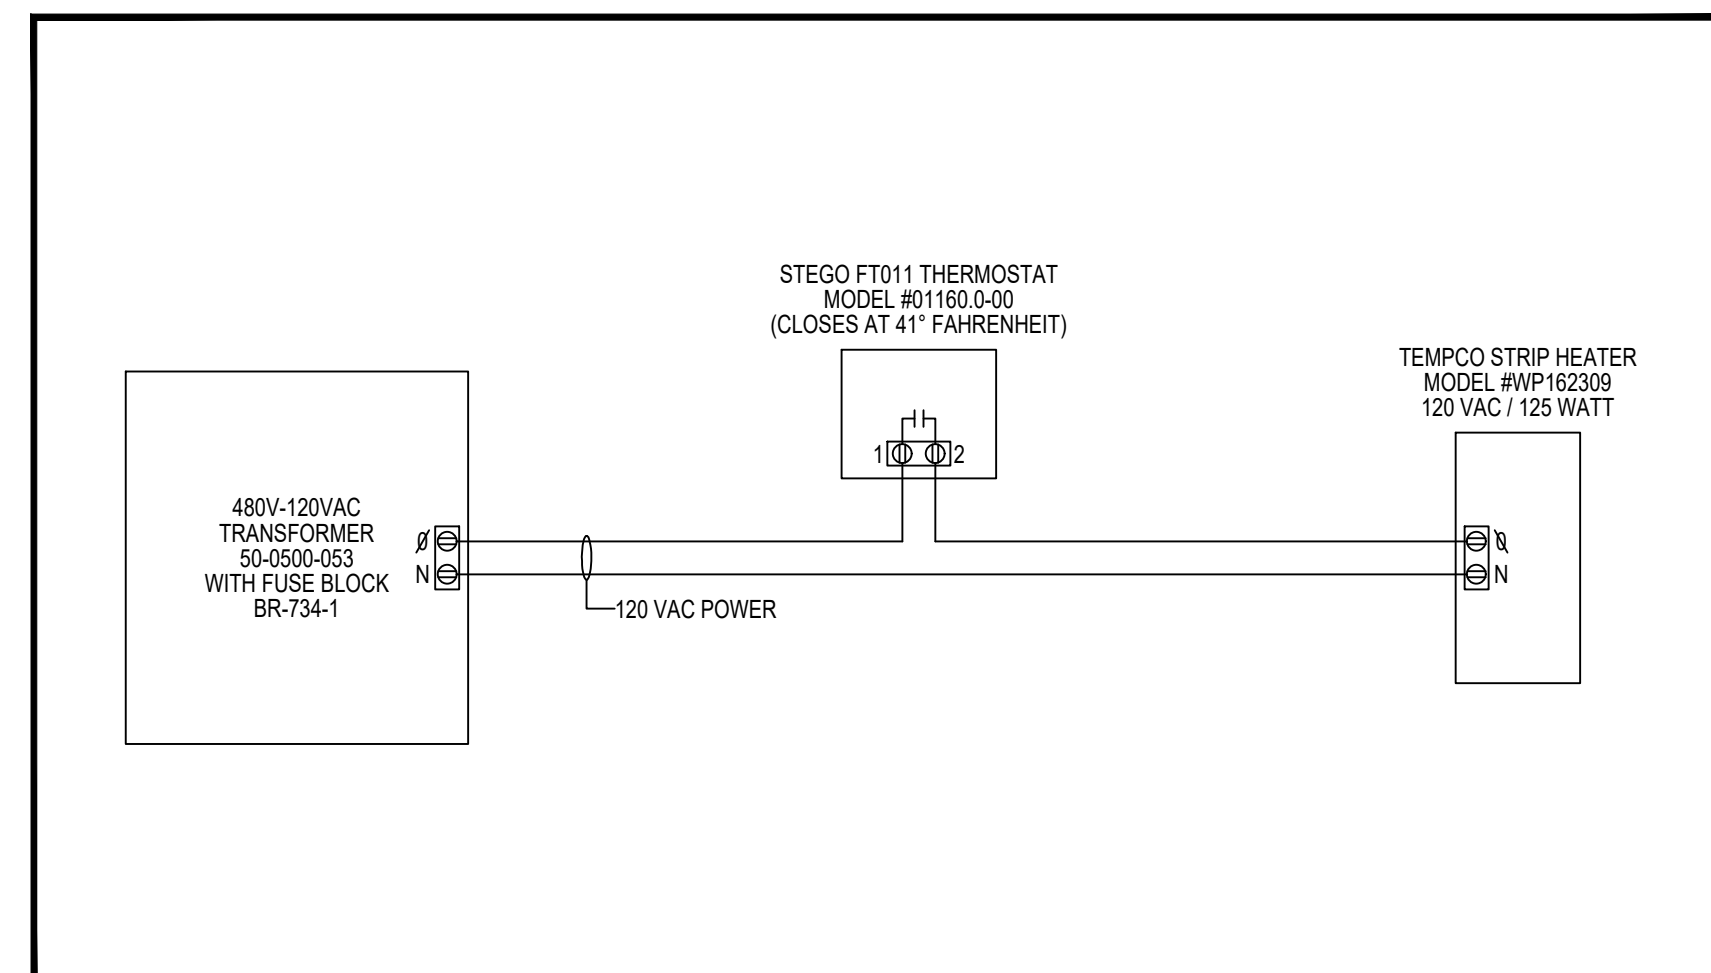 STEGO FT011 THERMOSTAT
MODEL #01160.0-00
(CLOSES AT 41° FAHRENHEIT)
TEMPCO STRIP HEATER
MODEL #WP162309
120 VAC / 125 WATT
1 2
480V-120VAC
TRANSFORMER
50-0500-053
WITH FUSE BLOCK
BR-734-1
Ø
N
Ø
N
120 VAC POWER